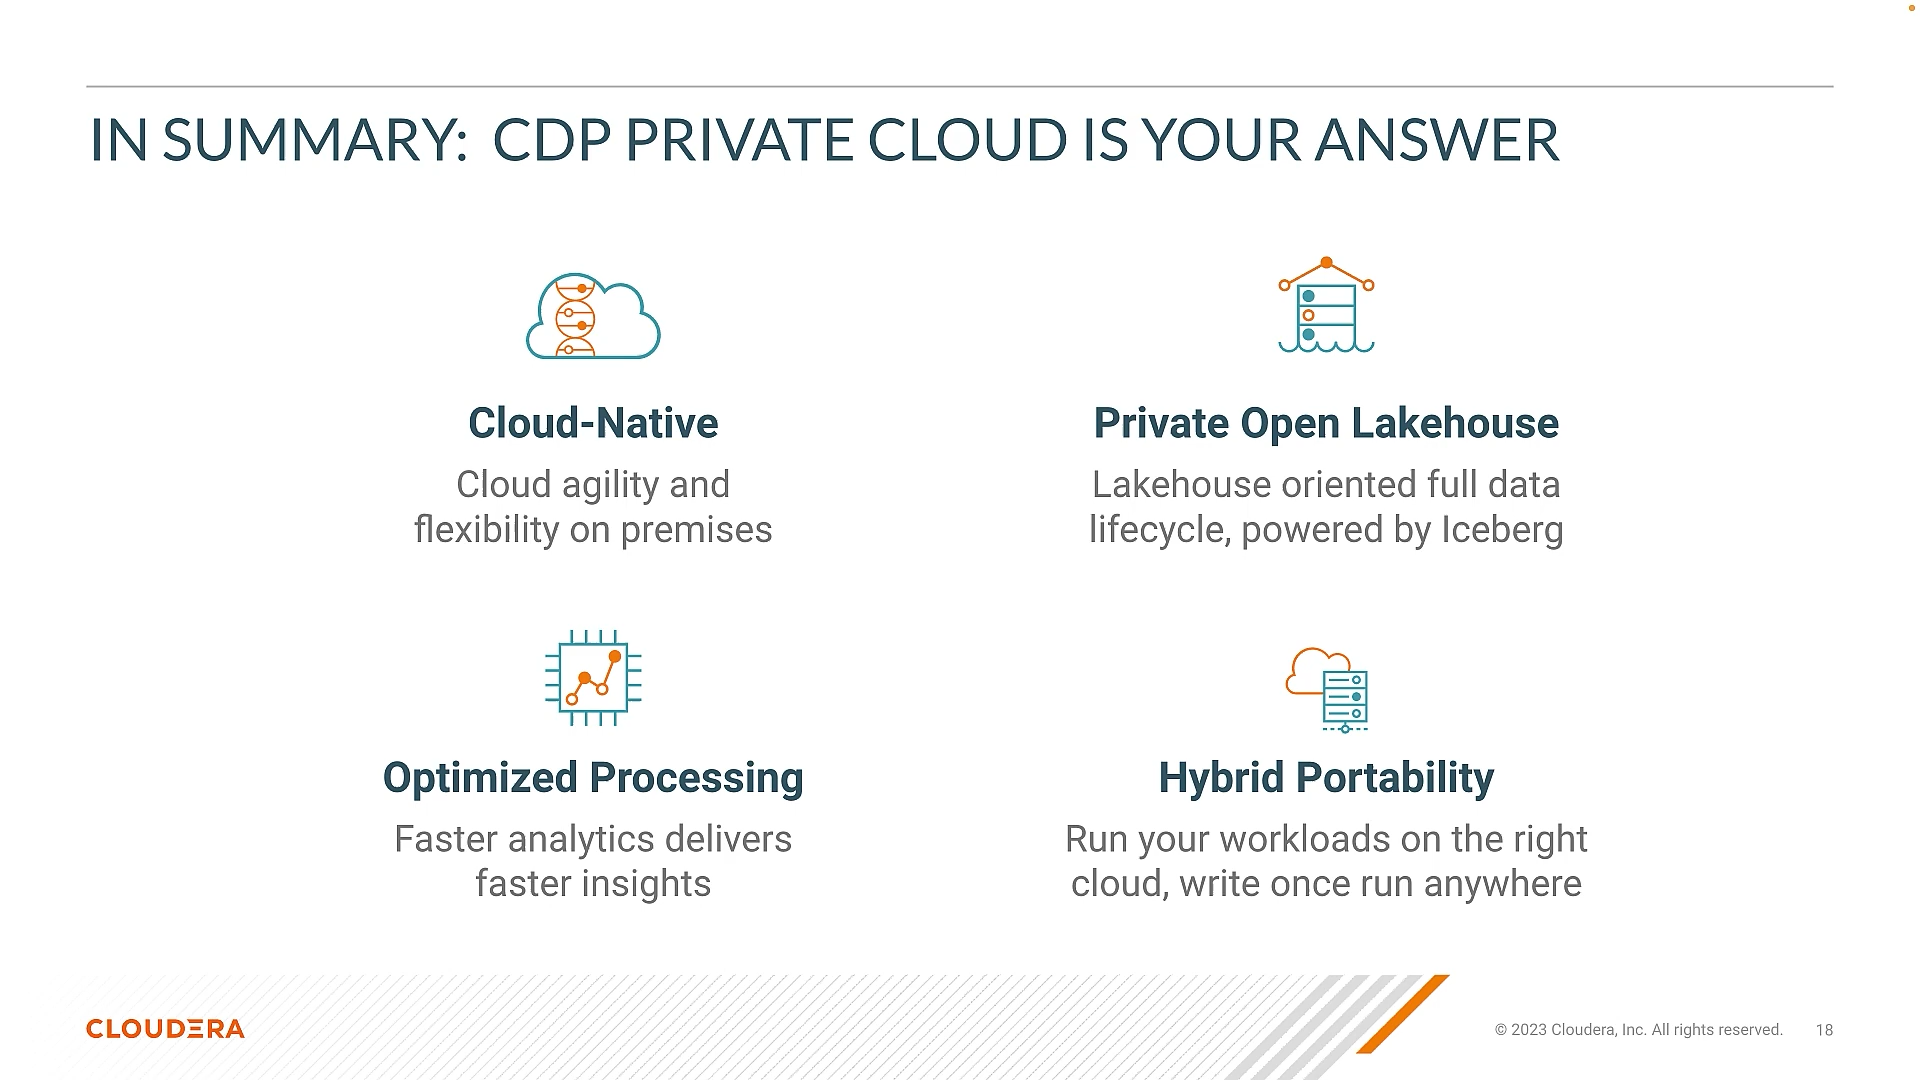 IN SUMMARY: CDP PRIVATE CLOUD IS YOUR ANSWER
Cloud-Native
Cloud agility and
flexibility on premises
Private Open Lakehouse
Lakehouse oriented full data
lifecycle, powered by Iceberg
Optimized Processing
Faster analytics delivers
faster insights
Hybrid Portability
Run your workloads on the right
cloud, write once run anywhere
CLOUDERA
© 2023 Cloudera, Inc. All rights reserved. 18